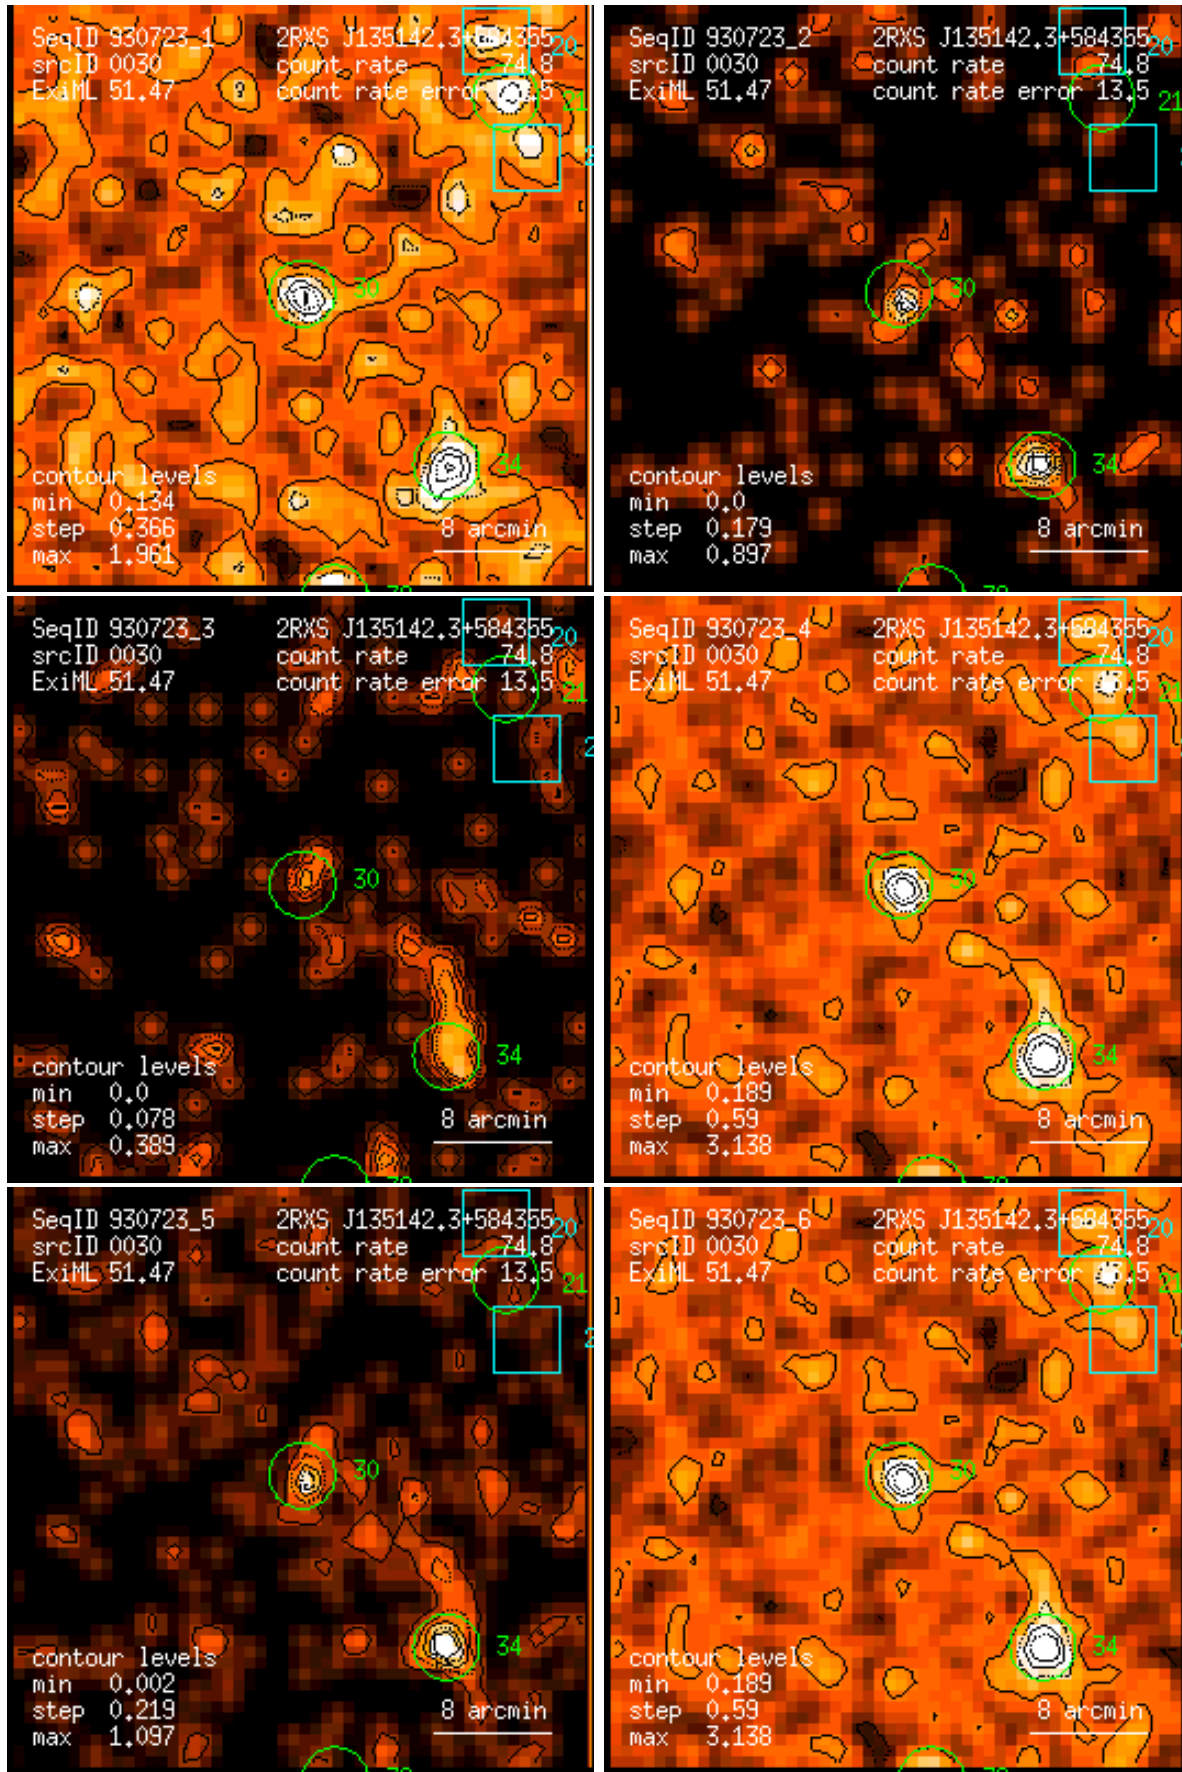 SeqID 930723_1 2RXS J135142.3+584355 20
srcID 0030 count rate 74.8
ExiML 51.47 count rate error 13.5 21
2
30
34
contour levels
min 0.134
step 0.366 8 arcmin
max 1.961
SeqID 930723_2 2RXS J135142.3+584355 20
srcID 0030 count rate 74.8
ExiML 51.47 count rate error 13.5 21
30
34
contour levels
min 0.0
step 0.179 8 arcmin
max 0.897
SeqID 930723_3 2RXS J135142.3+584355 20
srcID 0030 count rate 74.8
ExiML 51.47 count rate error 13.5 21
2
30
34
contour levels
min 0.0
step 0.078 8 arcmin
max 0.389
SeqID 930723_4 2RXS J135142.3+584355 20
srcID 0030 count rate 74.8
ExiML 51.47 count rate error 13.5 21
30
34
contour levels
min 0.189
step 0.59 8 arcmin
max 3.138
SeqID 930723_5 2RXS J135142.3+584355 20
srcID 0030 count rate 74.8
ExiML 51.47 count rate error 13.5 21
2
30
34
contour levels
min 0.002
step 0.219 8 arcmin
max 1.097
SeqID 930723_6 2RXS J135142.3+584355 20
srcID 0030 count rate 74.8
ExiML 51.47 count rate error 13.5 21
30
34
contour levels
min 0.189
step 0.59 8 arcmin
max 3.138